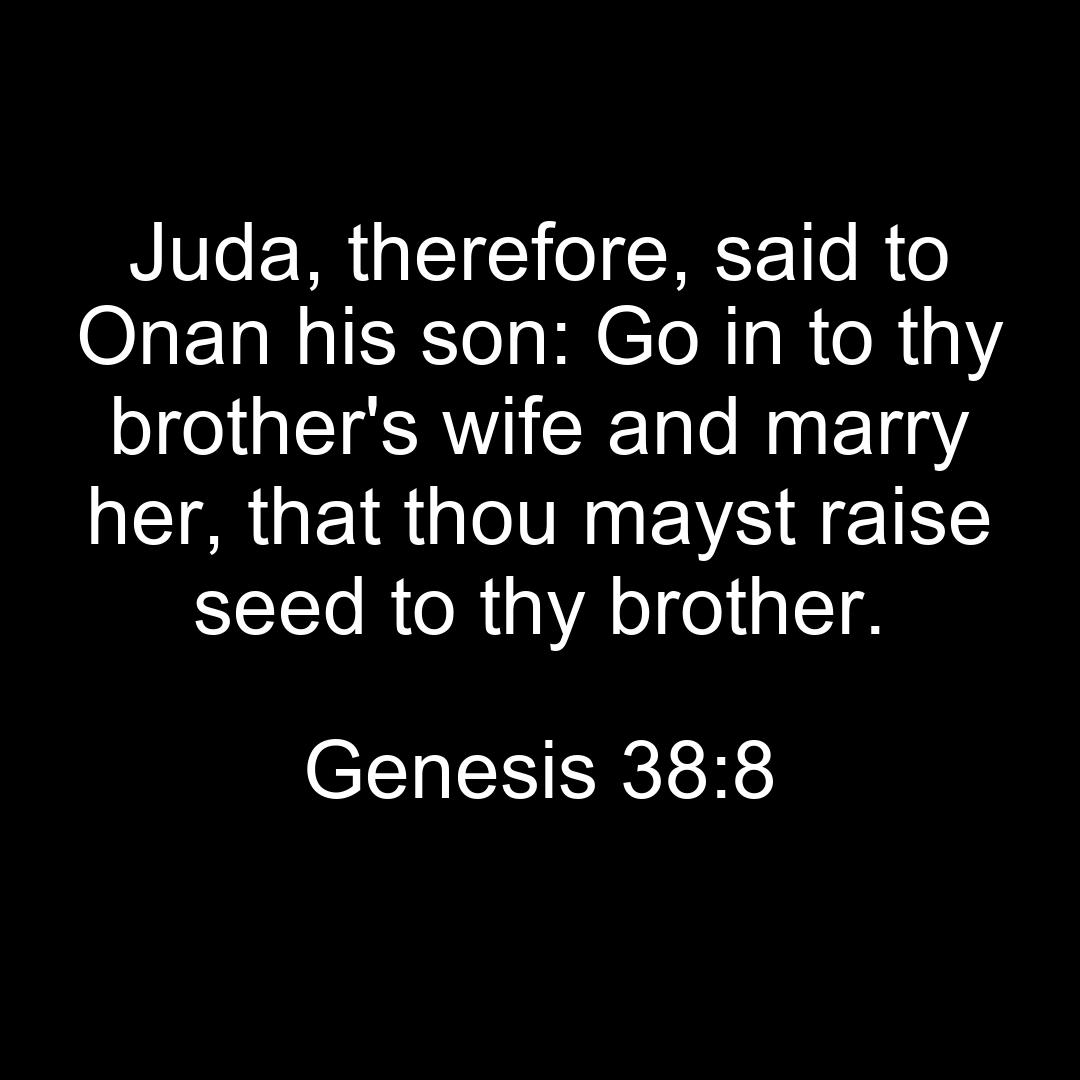 Juda, therefore, said to
Onan his son: Go in to thy
brother's wife and marry
her, that thou mayst raise
seed to thy brother.
Genesis 38:8